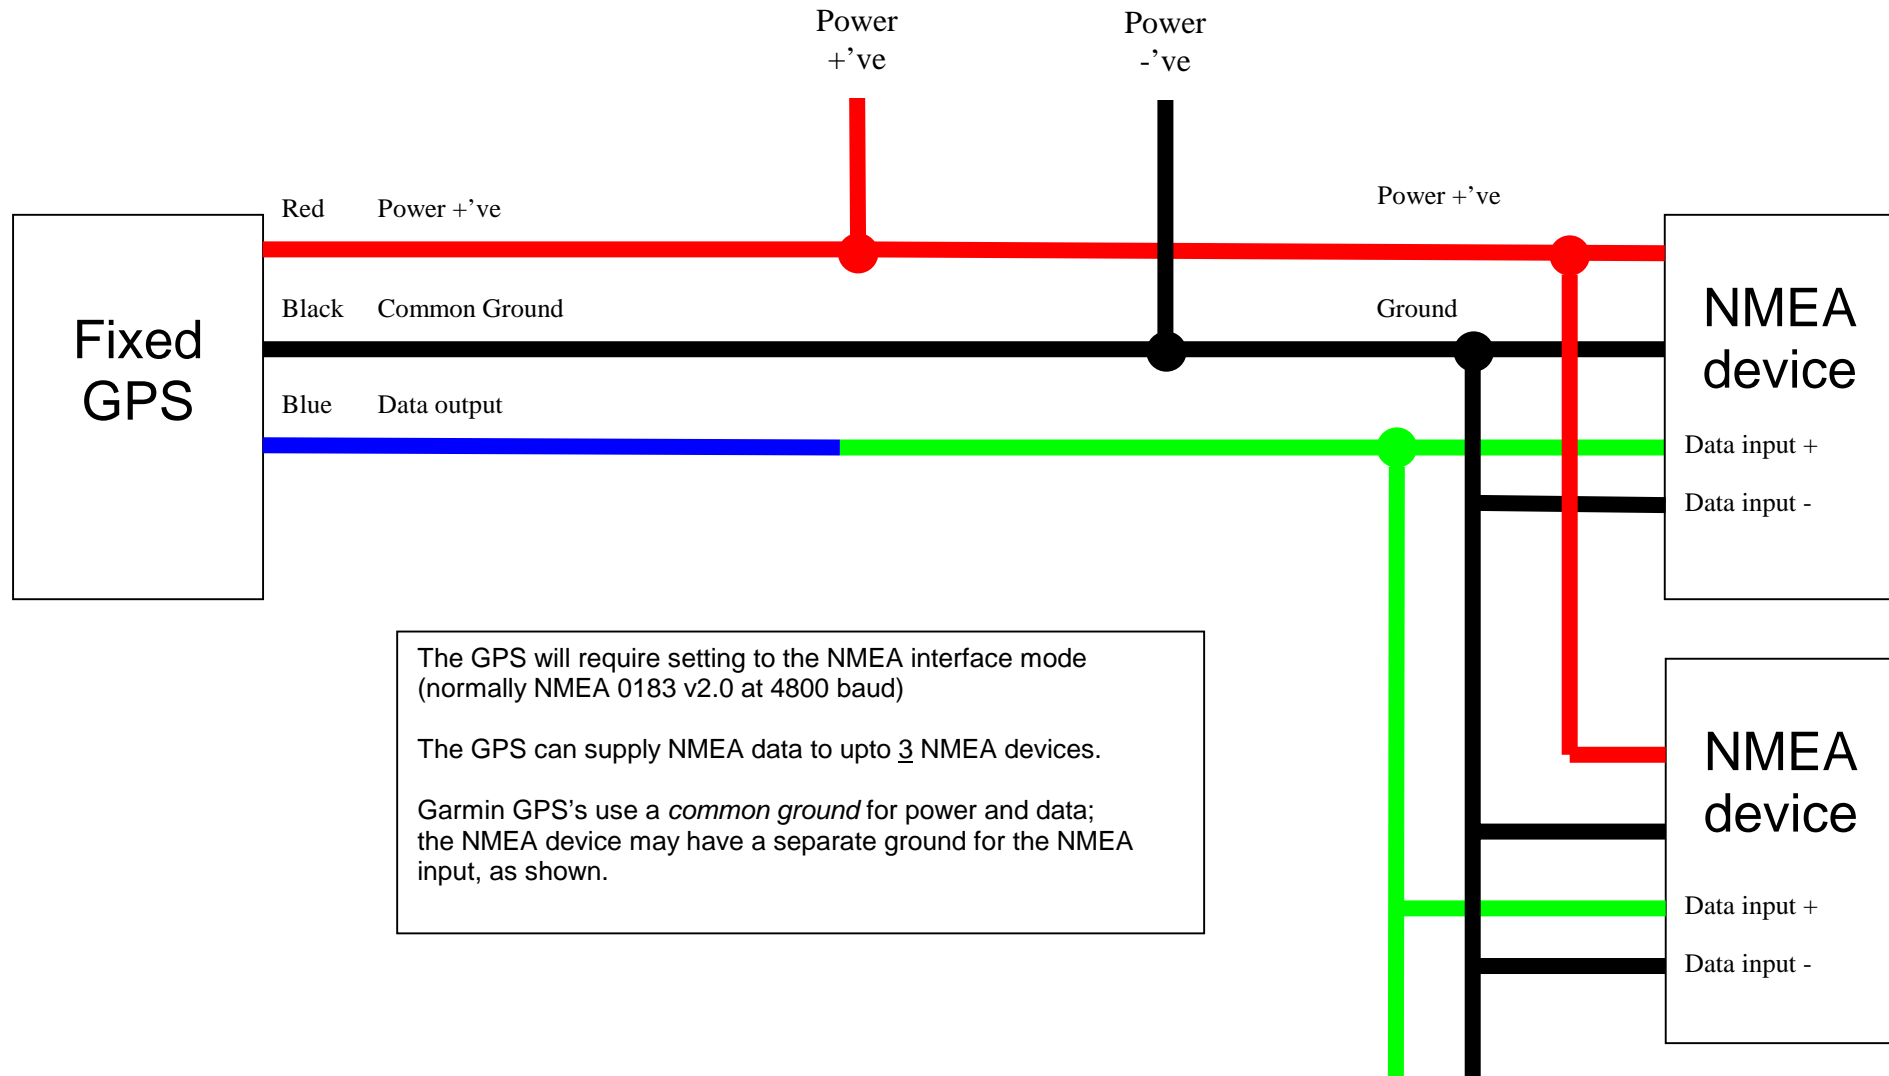 Power
+’ve
Power
-’ve
Red Power +’ve
Power +’ve
Black Common Ground
Ground
Fixed
GPS
NMEA
device
Blue Data output
Data input +
Data input -
The GPS will require setting to the NMEA interface mode
(normally NMEA 0183 v2.0 at 4800 baud)
The GPS can supply NMEA data to upto 3 NMEA devices.
Garmin GPS’s use a common ground for power and data;
the NMEA device may have a separate ground for the NMEA
input, as shown.
NMEA
device
Data input +
Data input -